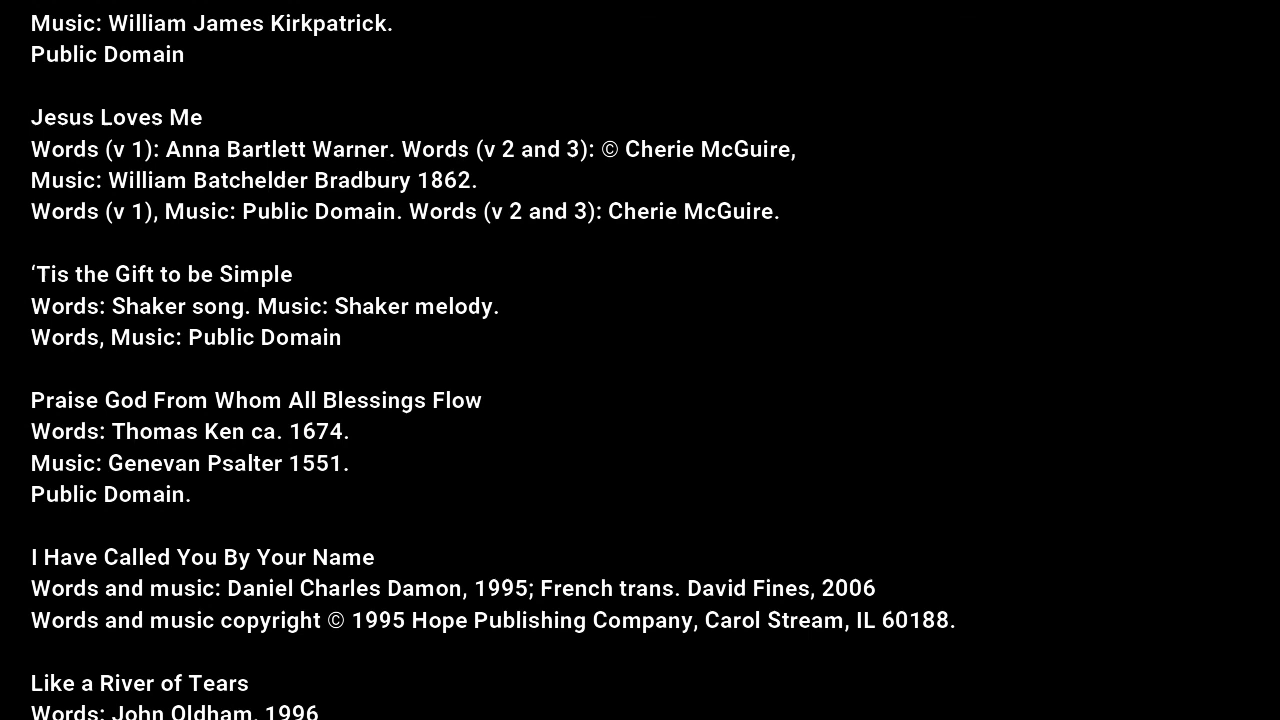 Music: William James Kirkpatrick.
Public Domain
Jesus Loves Me
Words (v 1): Anna Bartlett Warner. Words (v 2 and 3): © Cherie McGuire,
Music: William Batchelder Bradbury 1862.
Words (v 1), Music: Public Domain. Words (v 2 and 3): Cherie McGuire.
‘Tis the Gift to be Simple
Words: Shaker song. Music: Shaker melody.
Words, Music: Public Domain
Praise God From Whom All Blessings Flow
Words: Thomas Ken ca. 1674.
Music: Genevan Psalter 1551.
Public Domain.
I Have Called You By Your Name
Words and music: Daniel Charles Damon, 1995; French trans. David Fines, 2006
Words and music copyright © 1995 Hope Publishing Company, Carol Stream, IL 60188.
Like a River of Tears
Words: John Oldham, 1996